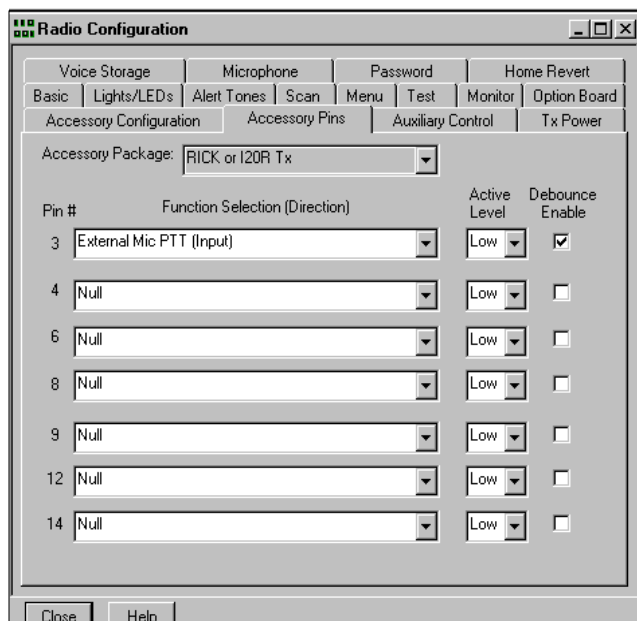 Radio Configuration
Voice Storage Microphone Password Home Revert
Basic Lights/LEDs Alert Tones Scan Menu Test Monitor Option Board
Accessory Configuration Accessory Pins Auxiliary Control Tx Power
Accessory Package: RICK or I20R Tx
Pin # Function Selection (Direction) Active Level Debounce Enable
3 External Mic PTT (Input) Low
4 Null Low
6 Null Low
8 Null Low
9 Null Low
12 Null Low
14 Null Low
Close Help